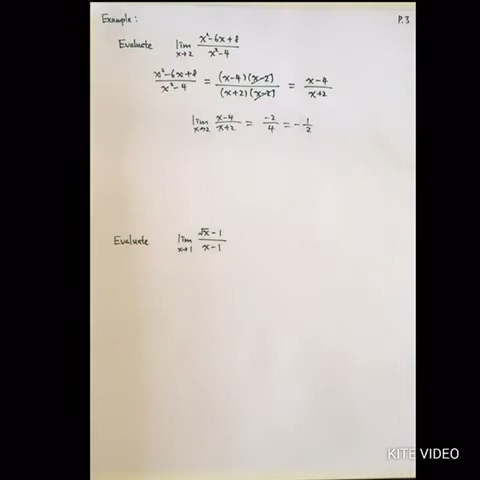 Example: P.3
Evaluate lim x→2 x²-6x+8 / x²-4
x²-6x+8 / x²-4 = (x-4)(x-2) / (x+2)(x-2) = x-4 / x+2
lim x→2 x-4 / x+2 = -2 / 4 = - 1 / 2
Evaluate lim x→1 √x - 1 / x-1
KITE VIDEO